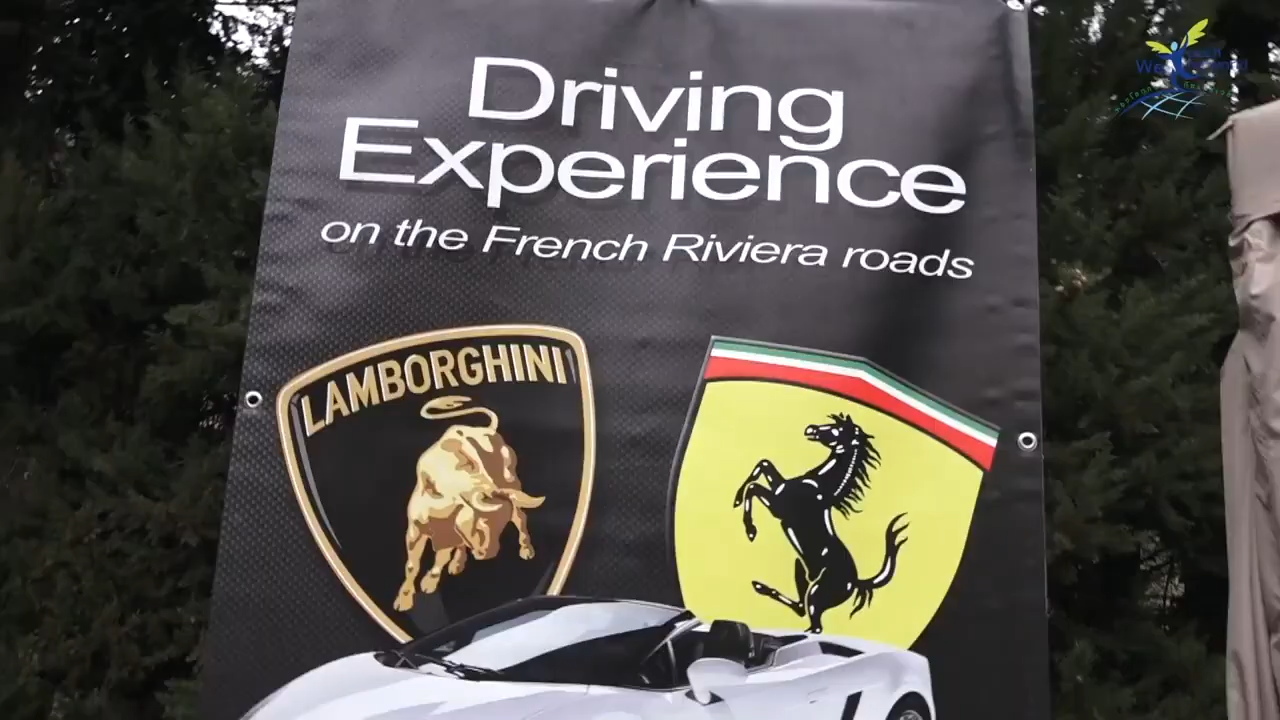 Driving
Experience
on the French Riviera roads
LAMBORGHINI